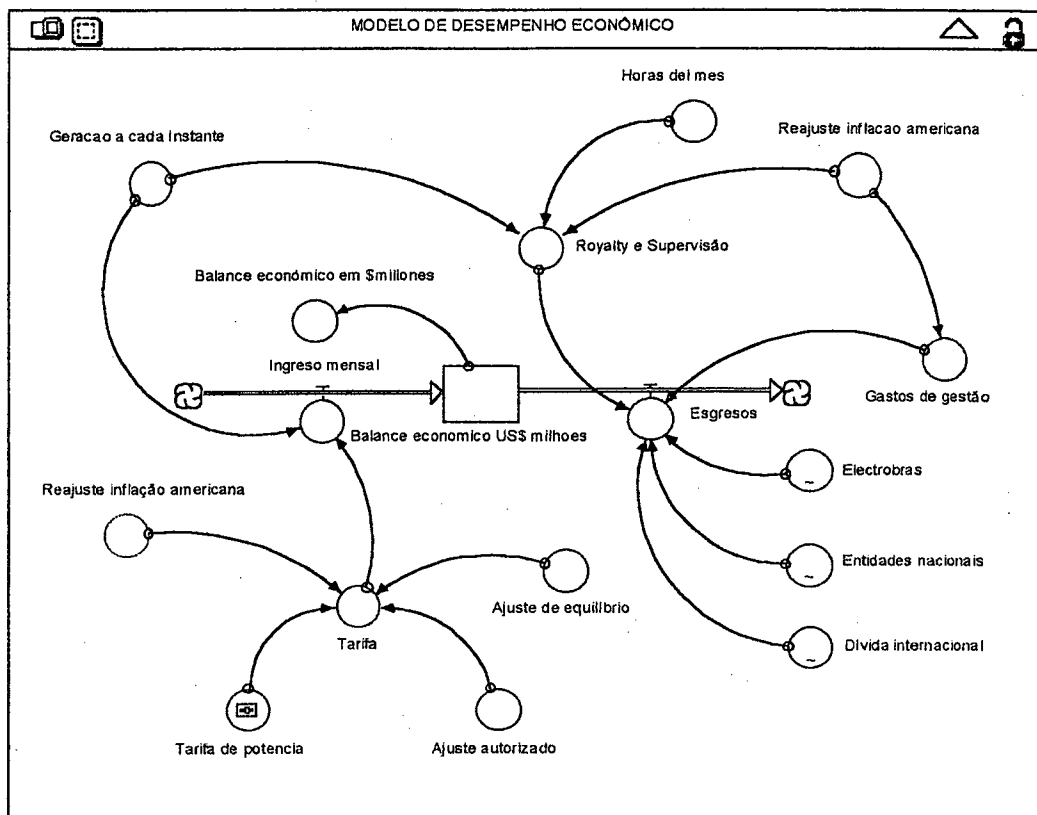 MODELO DE DESEMPENHO ECONÔMICO
Horas del mes
Geracao a cada Instante
Reajuste inflacao americana
Royalty e Supervisão
Balance económico em $millones
Ingreso mensal
Esgresos
Gastos de gestão
Balance economico US$ milhoes
Electrobras
Reajuste inflação americana
Entidades nacionais
Ajuste de equilíbrio
Tarifa
Divida internacional
Tarifa de potencia
Ajuste autorizado